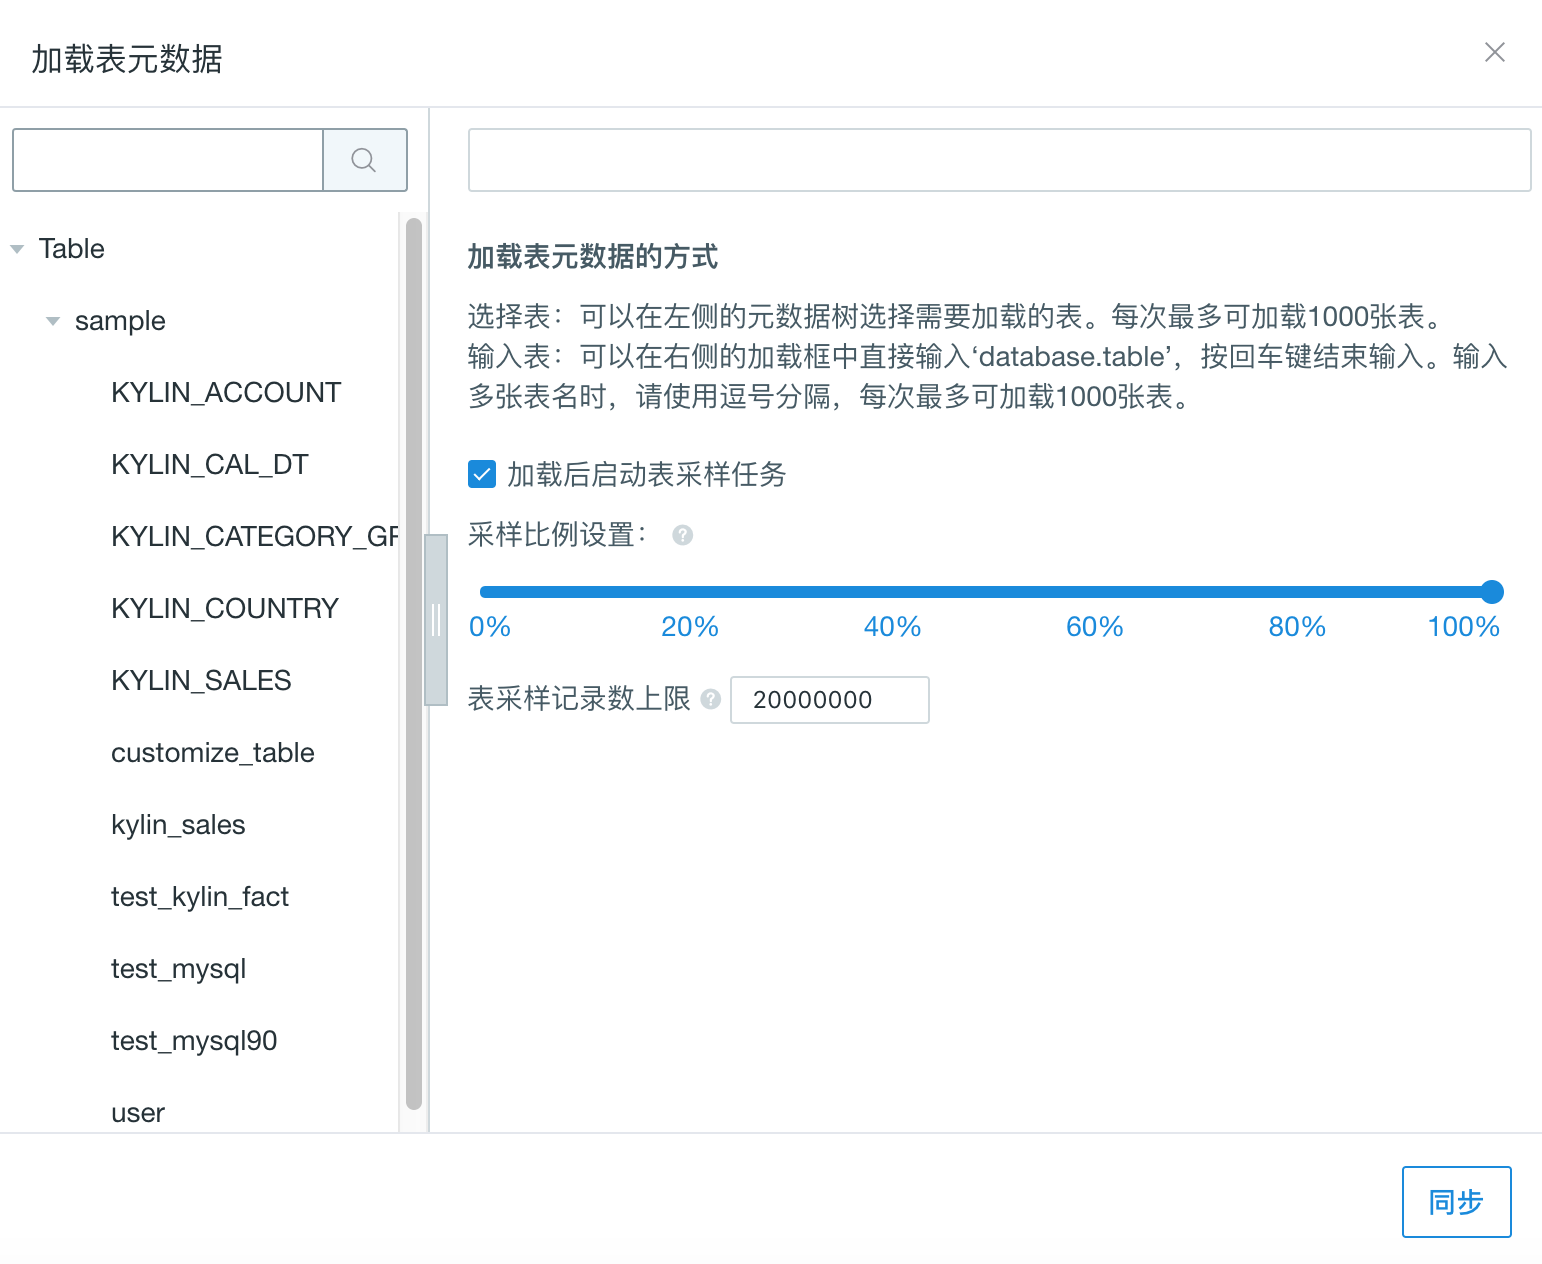 加载表元数据
Table
sample
KYLIN_ACCOUNT
KYLIN_CAL_DT
KYLIN_CATEGORY_GF
KYLIN_COUNTRY
KYLIN_SALES
customize_table
kylin_sales
test_kylin_fact
test_mysql
test_mysql90
user
加载表元数据的方式
选择表：可以在左侧的元数据树选择需要加载的表。每次最多可加载1000张表。
输入表：可以在右侧的加载框中直接输入‘database.table’，按回车键结束输入。输入
多张表名时，请使用逗号分隔，每次最多可加载1000张表。
加载后启动表采样任务
采样比例设置： ?
0% 20% 40% 60% 80% 100%
表采样记录数上限 ? 20000000
同步